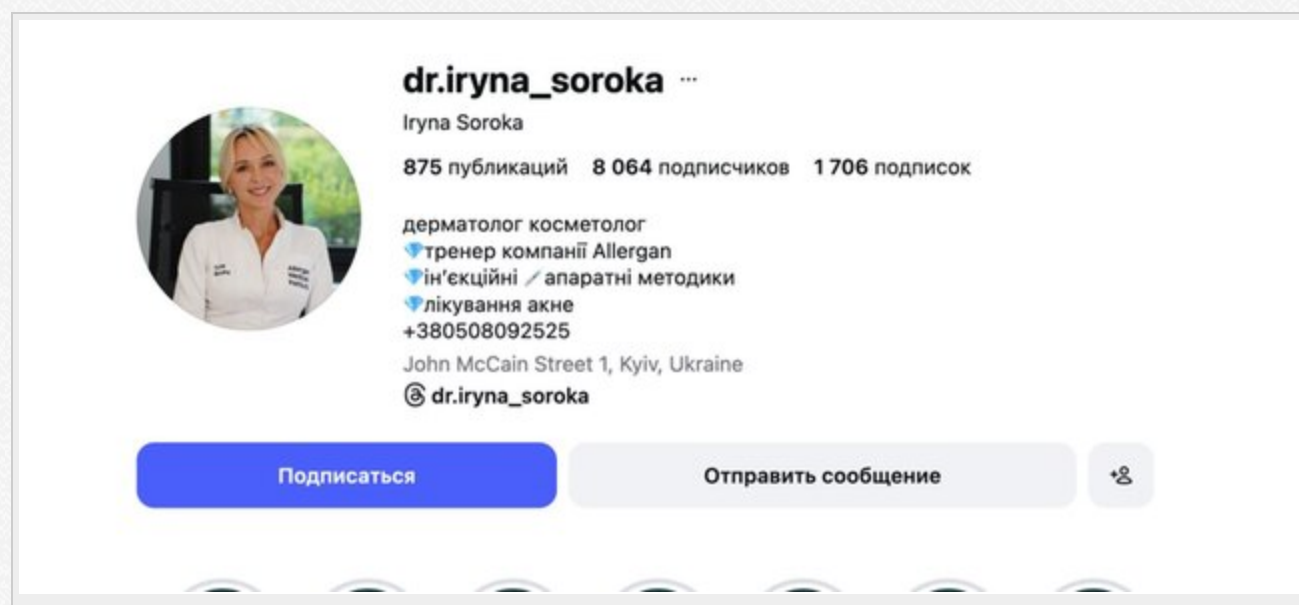 dr.iryna_soroka ...
Iryna Soroka
875 публикаций 8 064 подписчиков 1 706 подписок
дерматолог косметолог
💎тренер компанії Allergan
💎ін'єкційні 💉апаратні методики
💎лікування акне
+380508092525
John McCain Street 1, Kyiv, Ukraine
dr.iryna_soroka
Подписаться
Отправить сообщение